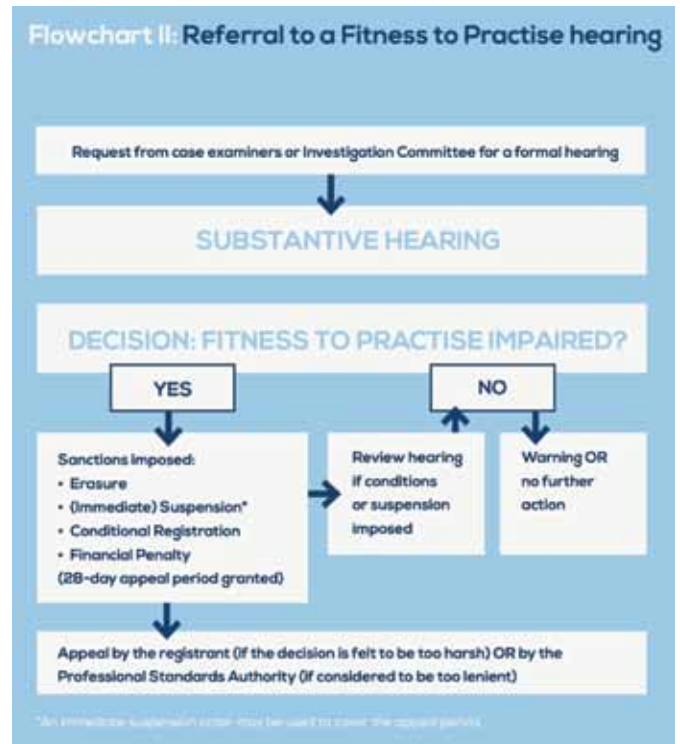 Flowchart II: Referral to a Fitness to Practise hearing
Request from case examiners or Investigation Committee for a formal hearing
SUBSTANTIVE HEARING
DECISION: FITNESS TO PRACTISE IMPAIRED?
YES
NO
Sanctions imposed:
• Erasure
• (Immediate) Suspension*
• Conditional Registration
• Financial Penalty
(28-day appeal period granted)
Review hearing
if conditions
or suspension
imposed
Warning OR
no further
action
Appeal by the registrant (if the decision is felt to be too harsh) OR by the
Professional Standards Authority (if considered to be too lenient)
*An immediate suspension order may be used to cover the appeal period